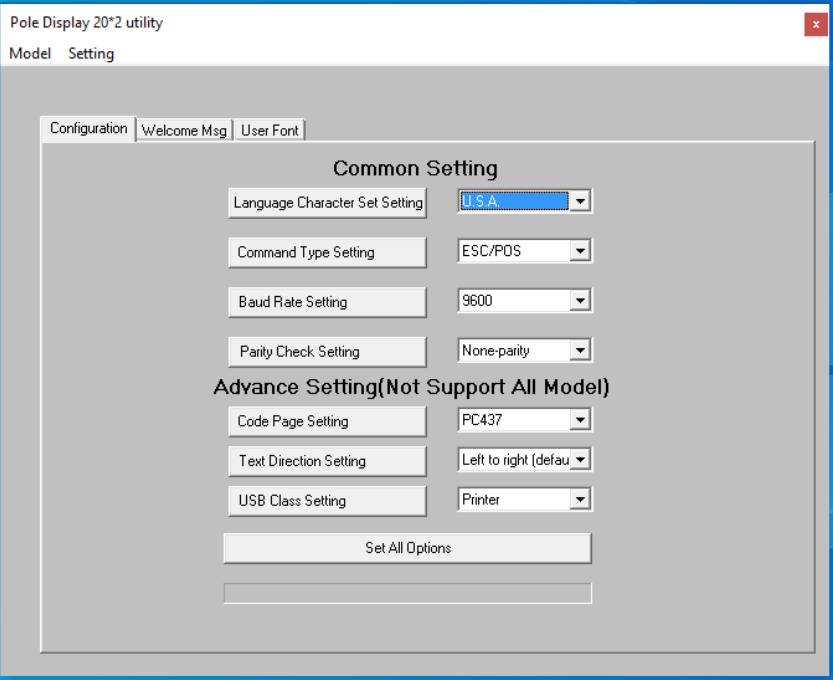 Pole Display 20*2 utility
x
Model Setting
Configuration Welcome Msg User Font
Common Setting
Language Character Set Setting U.S.A.
Command Type Setting ESC/POS
Baud Rate Setting 9600
Parity Check Setting None-parity
Advance Setting(Not Support All Model)
Code Page Setting PC437
Text Direction Setting Left to right (defau
USB Class Setting Printer
Set All Options